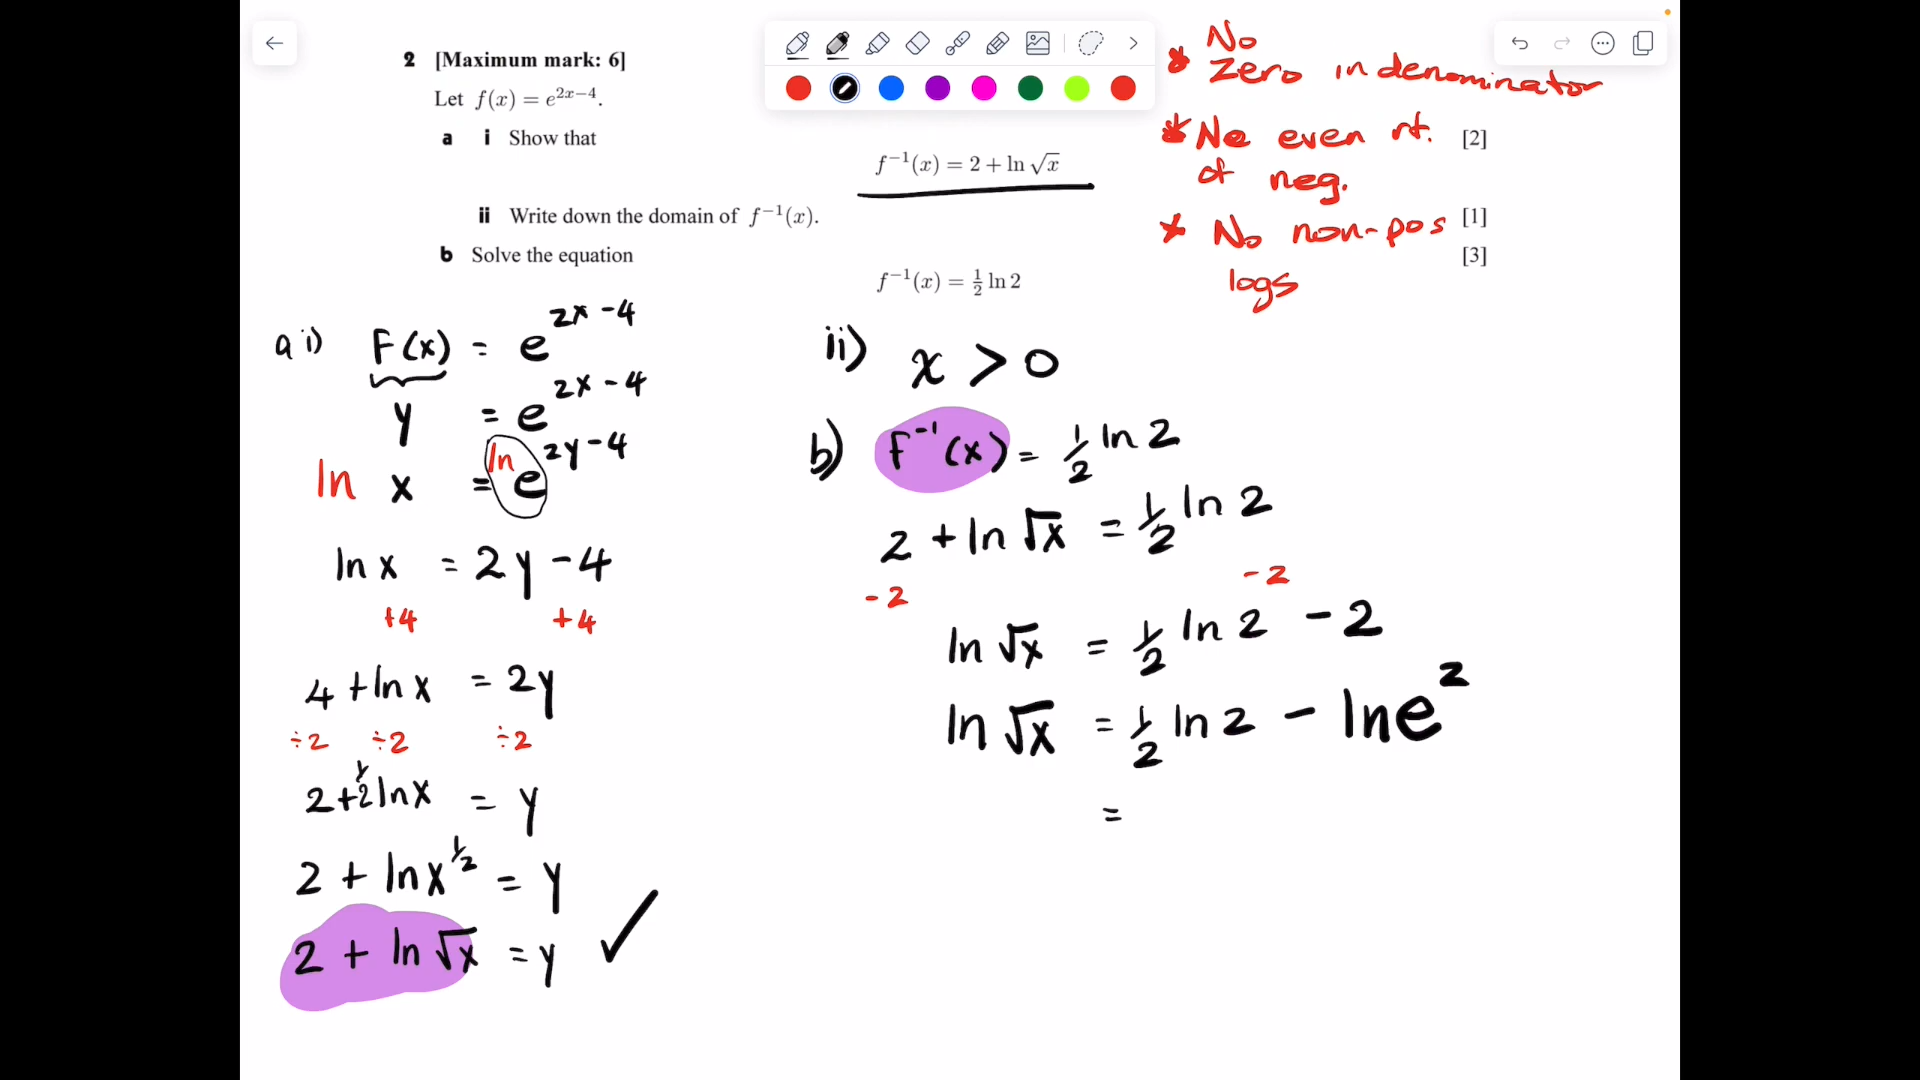 2 [Maximum mark: 6]
Let f(x) = e^{2x−4}.
a i Show that [2]
f^{−1}(x) = 2 + ln √x
ii Write down the domain of f^{−1}(x). [1]
b Solve the equation [3]
f^{−1}(x) = ½ ln 2
* No Zero in denominator
* No even rt.
of neg.
* No non-pos
logs
a i) F(x) = e^{2x−4}
y = e^{2x−4}
ln x = ln e^{2y−4}
ln x = 2y − 4
+4 +4
4 + ln x = 2y
÷2 ÷2 ÷2
2 + ½ ln x = y
2 + ln x^{½} = y
2 + ln √x = y ✓
ii) x > 0
b) F^{−1}(x) = ½ ln 2
2 + ln √x = ½ ln 2
−2 −2
ln √x = ½ ln 2 − 2
ln √x = ½ ln 2 − ln e^{2}
=